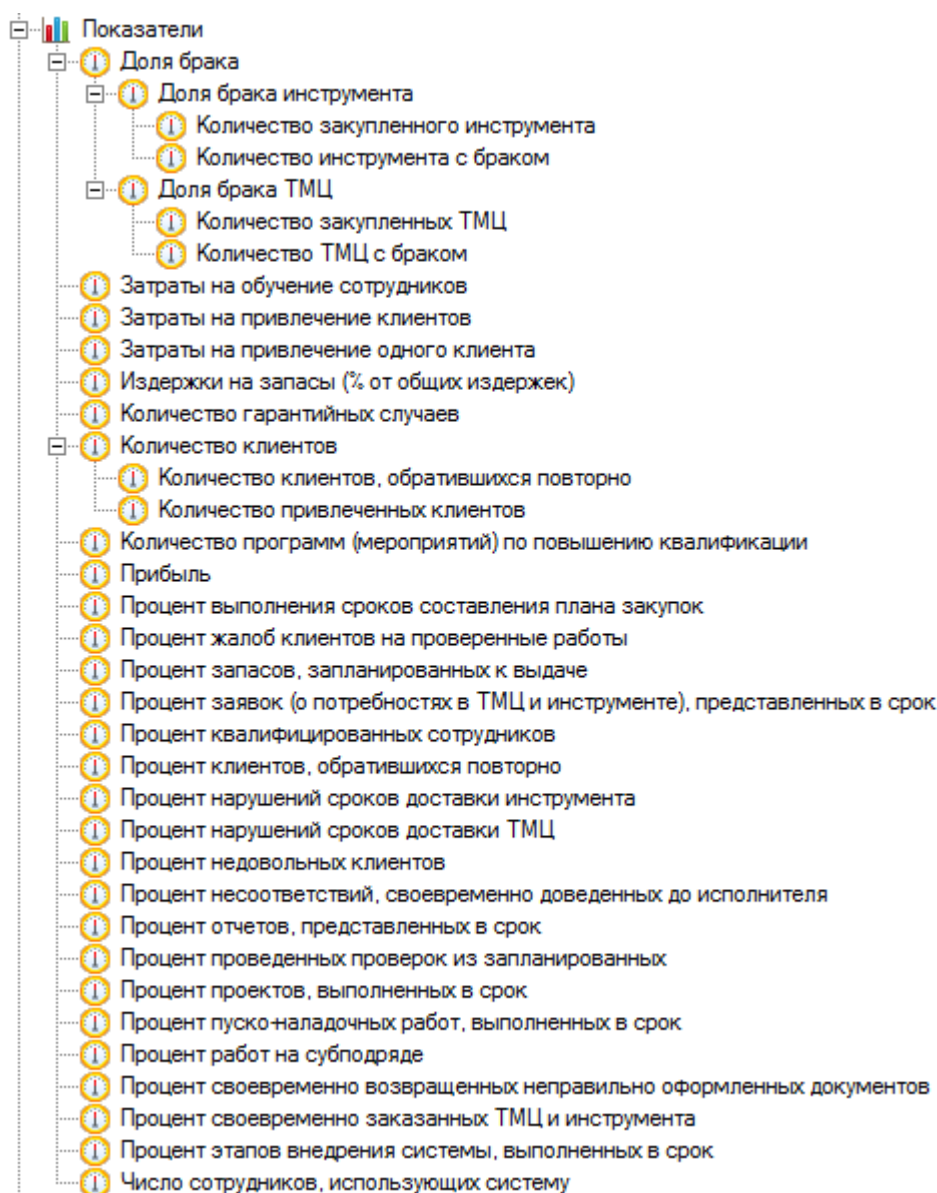 Показатели
Доля брака
Доля брака инструмента
Количество закупленного инструмента
Количество инструмента с браком
Доля брака ТМЦ
Количество закупленных ТМЦ
Количество ТМЦ с браком
Затраты на обучение сотрудников
Затраты на привлечение клиентов
Затраты на привлечение одного клиента
Издержки на запасы (% от общих издержек)
Количество гарантийных случаев
Количество клиентов
Количество клиентов, обратившихся повторно
Количество привлеченных клиентов
Количество программ (мероприятий) по повышению квалификации
Прибыль
Процент выполнения сроков составления плана закупок
Процент жалоб клиентов на проверенные работы
Процент запасов, запланированных к выдаче
Процент заявок (о потребностях в ТМЦ и инструменте), представленных в срок
Процент квалифицированных сотрудников
Процент клиентов, обратившихся повторно
Процент нарушений сроков доставки инструмента
Процент нарушений сроков доставки ТМЦ
Процент недовольных клиентов
Процент несоответствий, своевременно доведенных до исполнителя
Процент отчетов, представленных в срок
Процент проведенных проверок из запланированных
Процент проектов, выполненных в срок
Процент пуско-наладочных работ, выполненных в срок
Процент работ на субподряде
Процент своевременно возвращенных неправильно оформленных документов
Процент своевременно заказанных ТМЦ и инструмента
Процент этапов внедрения системы, выполненных в срок
Число сотрудников, использующих систему